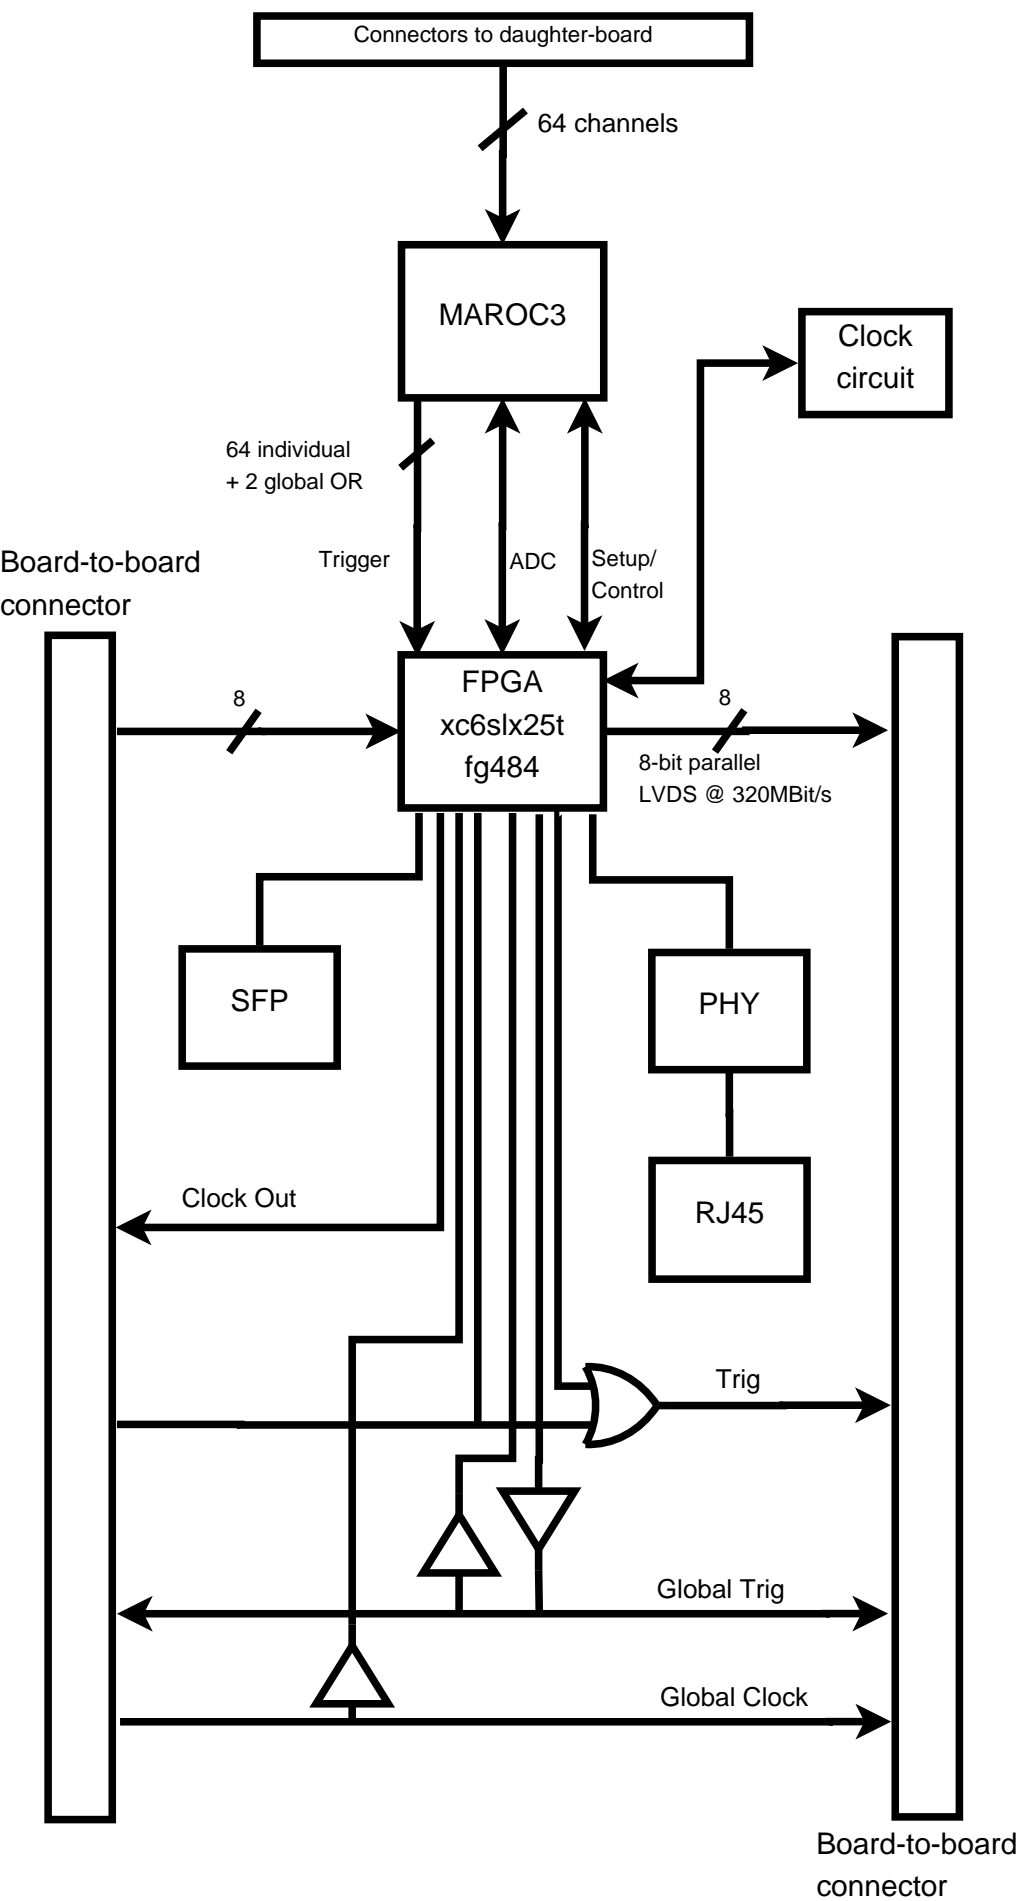 Connectors to daughter-board
64 channels
MAROC3
Clock
circuit
64 individual
+ 2 global OR
Trigger
ADC
Setup/
Control
Board-to-board
connector
FPGA
xc6slx25t
fg484
8
8
8-bit parallel
LVDS @ 320MBit/s
SFP
PHY
RJ45
Clock Out
Trig
Global Trig
Global Clock
Board-to-board
connector